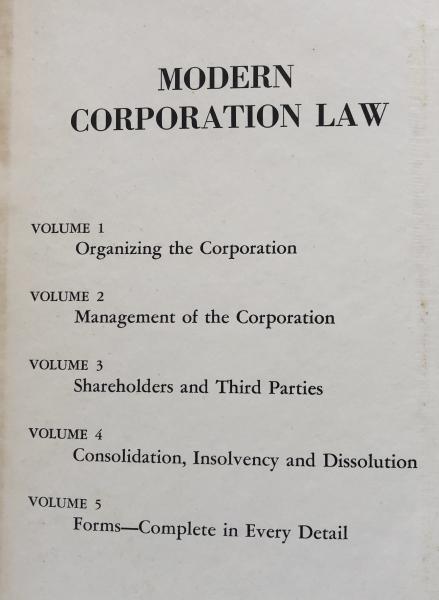 MODERN
CORPORATION LAW
VOLUME 1
Organizing the Corporation
VOLUME 2
Management of the Corporation
VOLUME 3
Shareholders and Third Parties
VOLUME 4
Consolidation, Insolvency and Dissolution
VOLUME 5
Forms—Complete in Every Detail